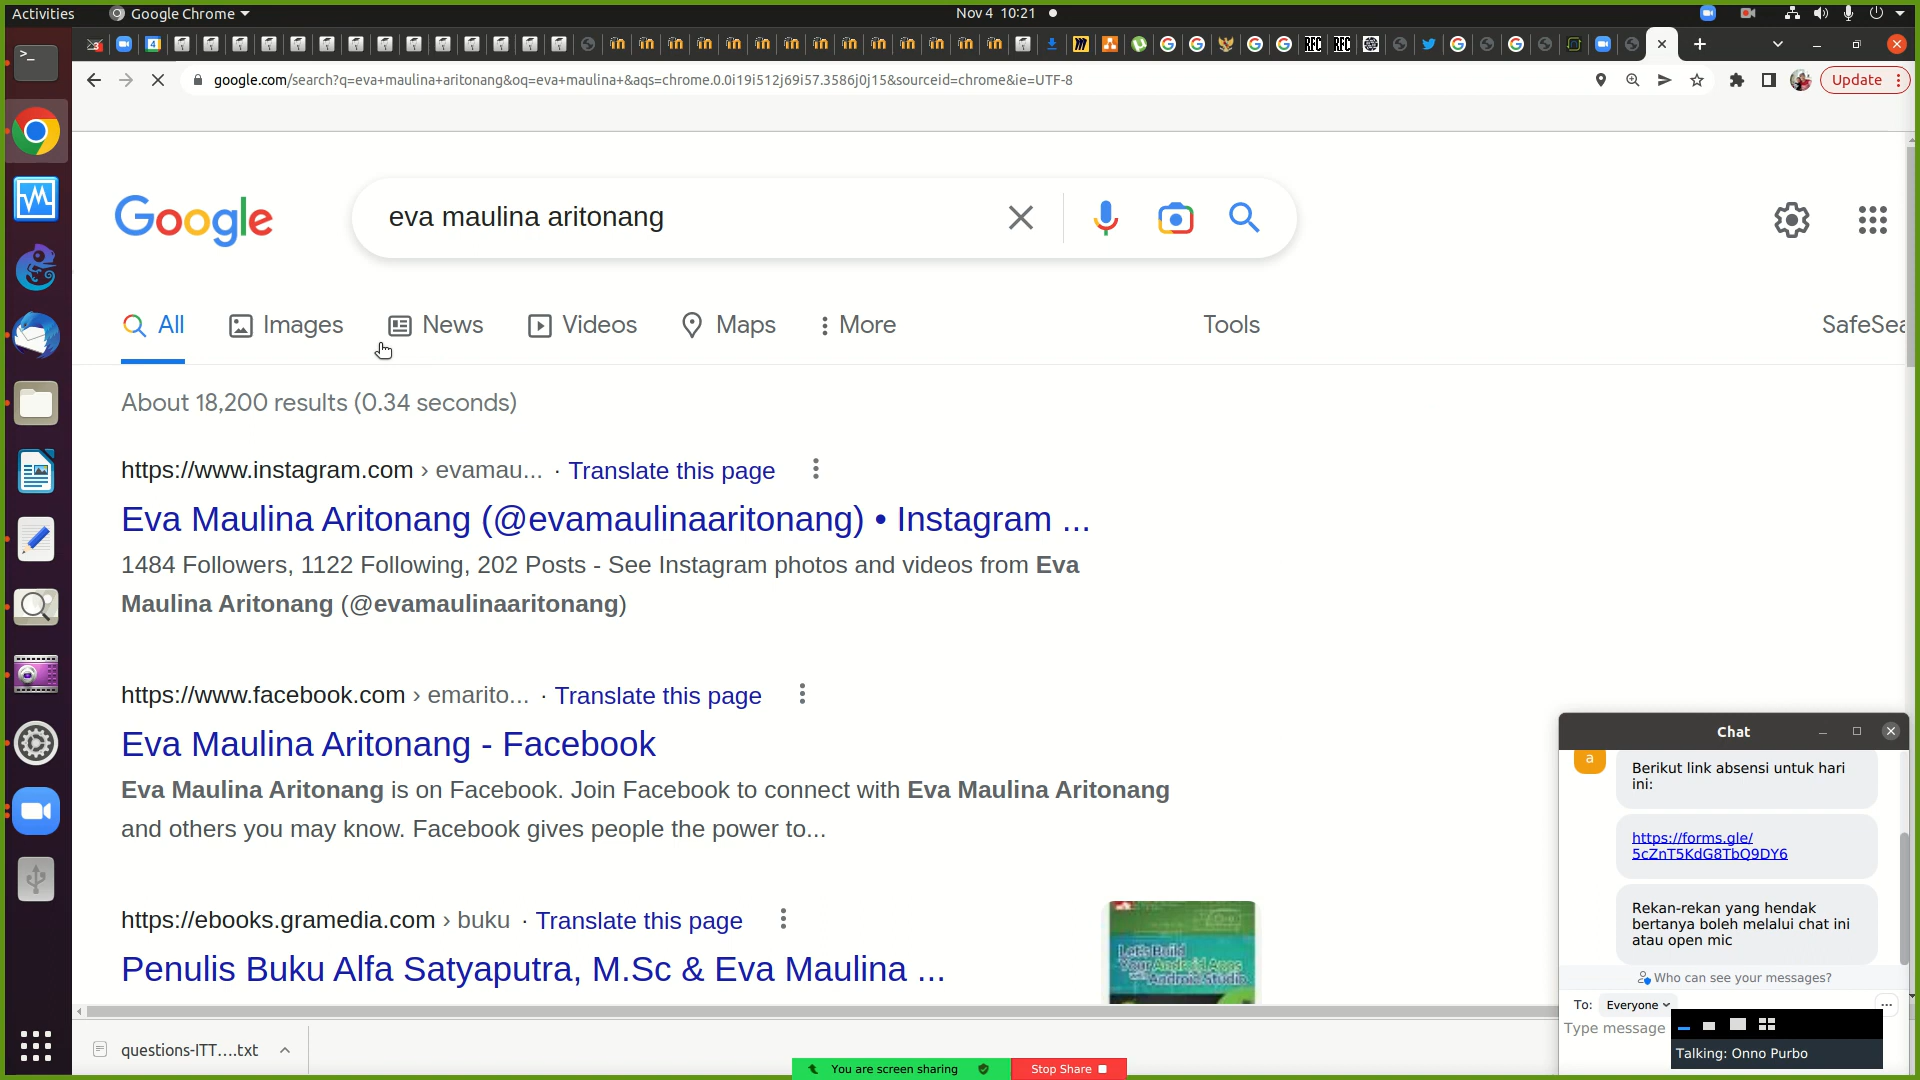 Activities
Google Chrome
Nov 4 10:21
google.com/search?q=eva+maulina+aritonang&oq=eva+maulina+&aqs=chrome.0.0i19i512j69i57.3586j0j15&sourceid=chrome&ie=UTF-8
Update
Google
eva maulina aritonang
All
Images
News
Videos
Maps
More
Tools
SafeSea
About 18,200 results (0.34 seconds)
https://www.instagram.com › evamau... · Translate this page
Eva Maulina Aritonang (@evamaulinaaritonang) • Instagram ...
1484 Followers, 1122 Following, 202 Posts - See Instagram photos and videos from Eva
Maulina Aritonang (@evamaulinaaritonang)
https://www.facebook.com › emarito... · Translate this page
Eva Maulina Aritonang - Facebook
Eva Maulina Aritonang is on Facebook. Join Facebook to connect with Eva Maulina Aritonang
and others you may know. Facebook gives people the power to...
https://ebooks.gramedia.com › buku · Translate this page
Penulis Buku Alfa Satyaputra, M.Sc & Eva Maulina ...
Let's Build
Your Android Apps
with Android Studio
Chat
a
Berikut link absensi untuk hari
ini:
https://forms.gle/
5cZnT5KdG8TbQ9DY6
Rekan-rekan yang hendak
bertanya boleh melalui chat ini
atau open mic
Who can see your messages?
To: Everyone
Type message
Talking: Onno Purbo
questions-ITT....txt
You are screen sharing
Stop Share